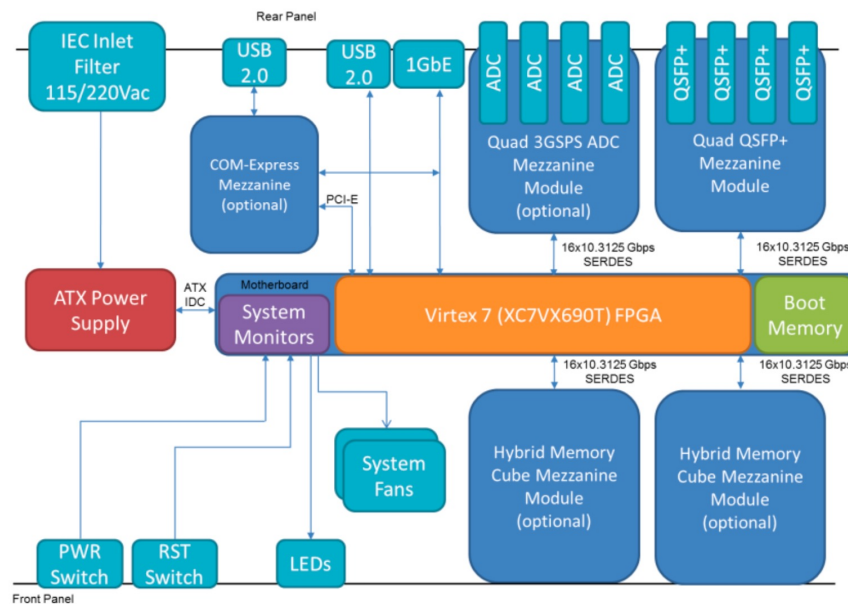 Rear Panel
IEC Inlet
Filter
115/220Vac
USB
2.0
USB
2.0
1GbE
ADC
ADC
ADC
ADC
Quad 3GSPS ADC
Mezzanine
Module
(optional)
QSFP+
QSFP+
QSFP+
QSFP+
Quad QSFP+
Mezzanine
Module
COM-Express
Mezzanine
(optional)
PCI-E
16x10.3125 Gbps
SERDES
16x10.3125 Gbps
SERDES
ATX Power
Supply
ATX
IDC
Motherboard
System
Monitors
Virtex 7 (XC7VX690T) FPGA
Boot
Memory
16x10.3125 Gbps
SERDES
16x10.3125 Gbps
SERDES
System
Fans
Hybrid Memory
Cube Mezzanine
Module
(optional)
Hybrid Memory
Cube Mezzanine
Module
(optional)
PWR
Switch
RST
Switch
LEDs
Front Panel